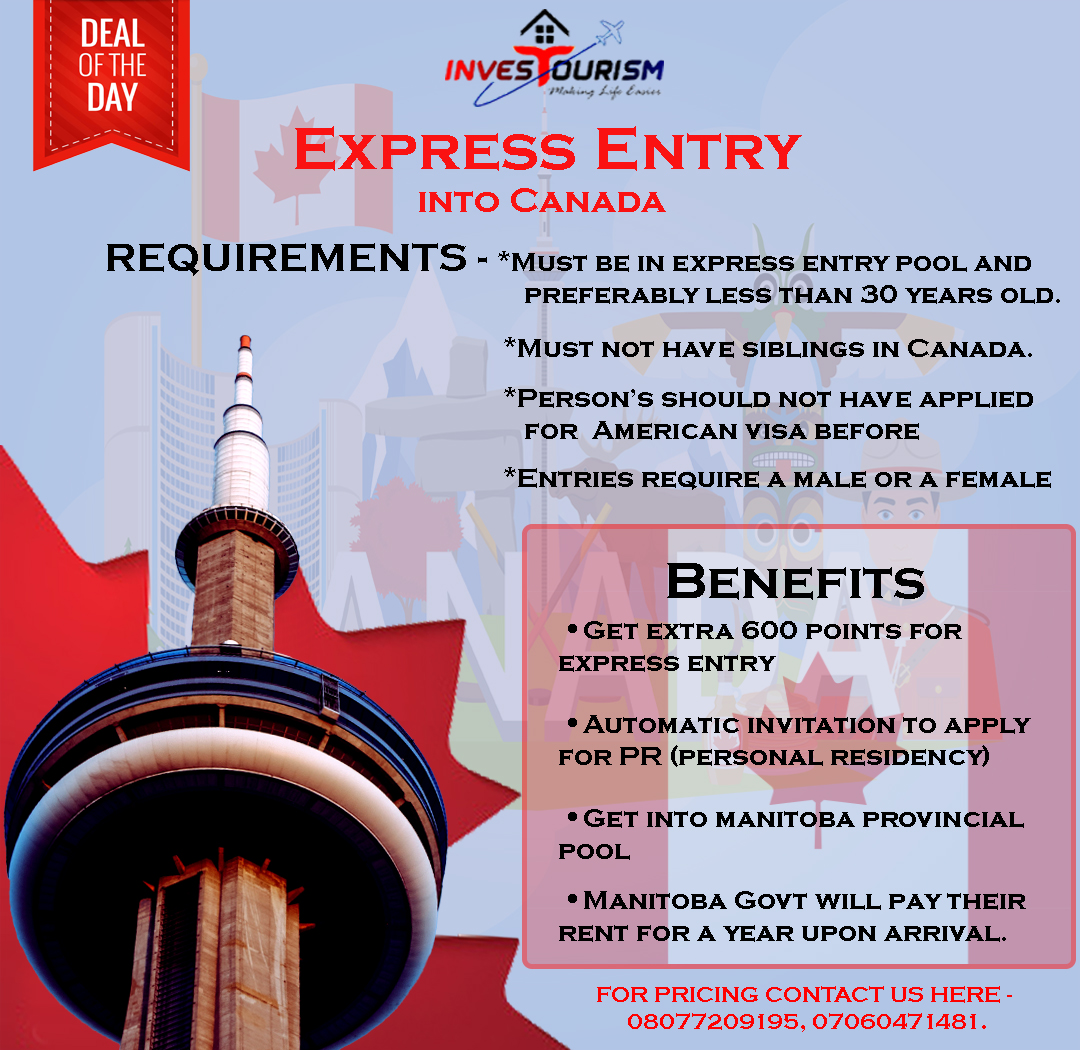 DEAL
OF THE
DAY
INVESTOURISM
Making Life Easier
EXPRESS ENTRY
INTO CANADA
REQUIREMENTS - *MUST BE IN EXPRESS ENTRY POOL AND
PREFERABLY LESS THAN 30 YEARS OLD.
*MUST NOT HAVE SIBLINGS IN CANADA.
*PERSON'S SHOULD NOT HAVE APPLIED
FOR AMERICAN VISA BEFORE
*ENTRIES REQUIRE A MALE OR A FEMALE
CANADA
BENEFITS
•GET EXTRA 600 POINTS FOR
EXPRESS ENTRY
•AUTOMATIC INVITATION TO APPLY
FOR PR (PERSONAL RESIDENCY)
•GET INTO MANITOBA PROVINCIAL
POOL
•MANITOBA GOVT WILL PAY THEIR
RENT FOR A YEAR UPON ARRIVAL.
FOR PRICING CONTACT US HERE -
08077209195, 07060471481.